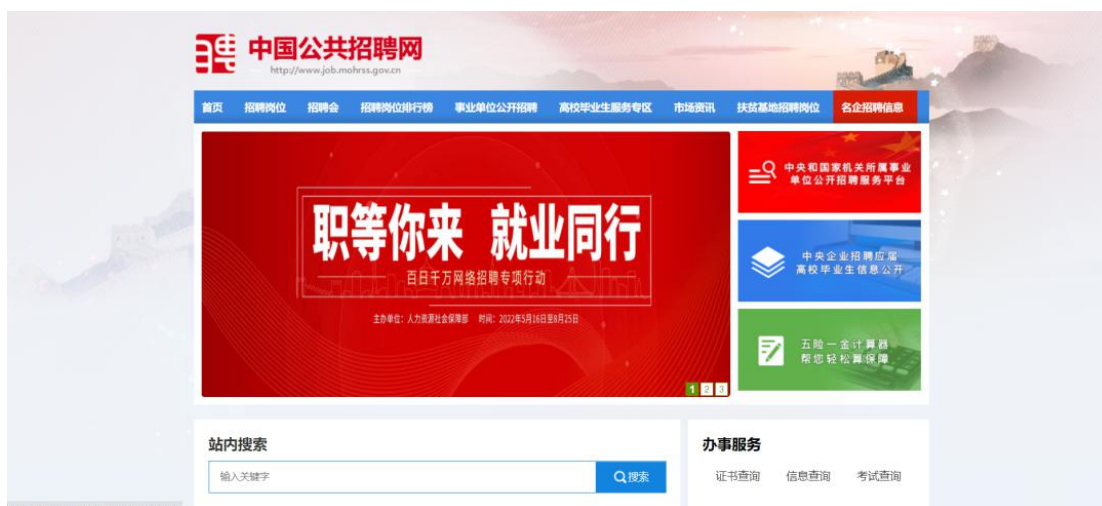 中国公共招聘网
http://www.job.mohrss.gov.cn
首页 招聘岗位 招聘会 招聘岗位排行榜 事业单位公开招聘 高校毕业生服务专区 市场资讯 扶贫基地招聘岗位 名企招聘信息
职等你来 就业同行
百日千万网络招聘专项行动
主办单位：人力资源社会保障部 时间：2022年5月16日至8月25日
1 2 3
中央和国家机关所属事业
单位公开招聘服务平台
中央企业招聘应届
高校毕业生信息公开
五险一金计算器
帮您轻松算保障
站内搜索
输入关键字
搜索
办事服务
证书查询 信息查询 考试查询